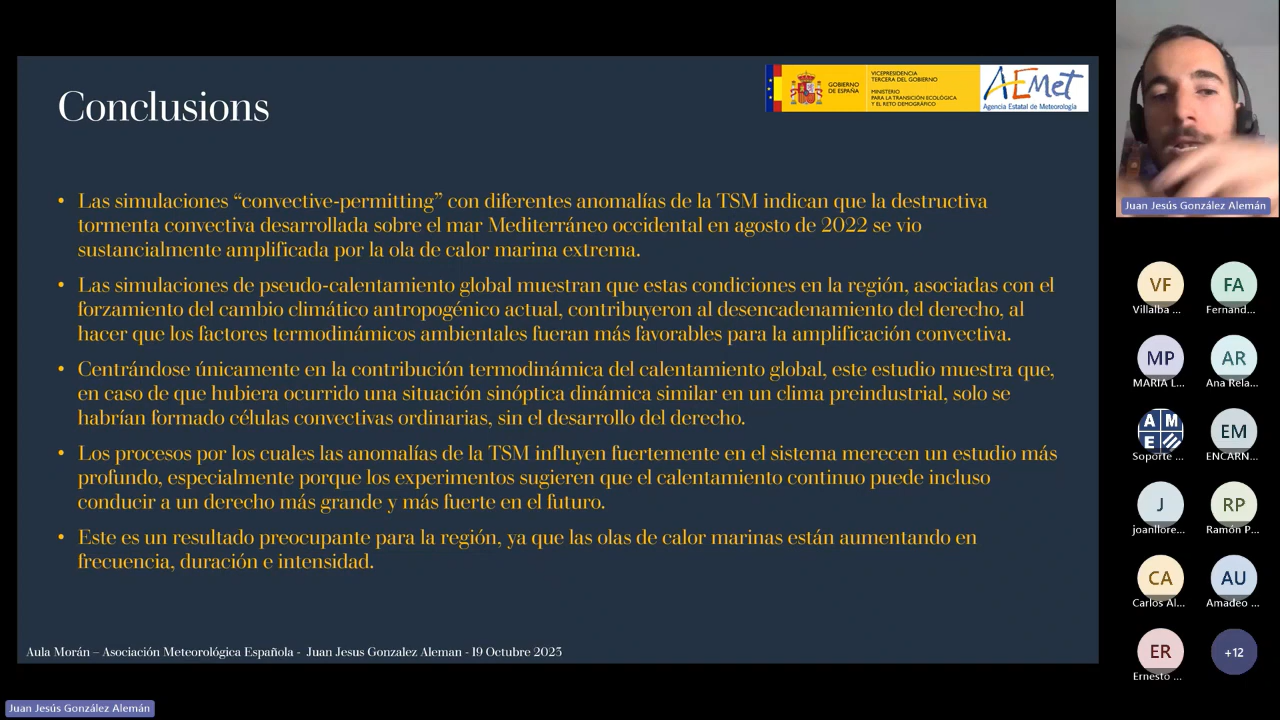 Conclusions
GOBIERNO
DE ESPAÑA
VICEPRESIDENCIA
TERCERA DEL GOBIERNO
MINISTERIO
PARA LA TRANSICIÓN ECOLÓGICA
Y EL RETO DEMOGRÁFICO
AEMet
Agencia Estatal de Meteorología
• Las simulaciones “convective-permitting” con diferentes anomalías de la TSM indican que la destructiva
tormenta convectiva desarrollada sobre el mar Mediterráneo occidental en agosto de 2022 se vio
sustancialmente amplificada por la ola de calor marina extrema.
• Las simulaciones de pseudo-calentamiento global muestran que estas condiciones en la región, asociadas con el
forzamiento del cambio climático antropogénico actual, contribuyeron al desencadenamiento del derecho, al
hacer que los factores termodinámicos ambientales fueran más favorables para la amplificación convectiva.
• Centrándose únicamente en la contribución termodinámica del calentamiento global, este estudio muestra que,
en caso de que hubiera ocurrido una situación sinóptica dinámica similar en un clima preindustrial, solo se
habrían formado células convectivas ordinarias, sin el desarrollo del derecho.
• Los procesos por los cuales las anomalías de la TSM influyen fuertemente en el sistema merecen un estudio más
profundo, especialmente porque los experimentos sugieren que el calentamiento continuo puede incluso
conducir a un derecho más grande y más fuerte en el futuro.
• Este es un resultado preocupante para la región, ya que las olas de calor marinas están aumentando en
frecuencia, duración e intensidad.
Aula Morán – Asociación Meteorológica Española - Juan Jesus Gonzalez Aleman - 19 Octubre 2023
Juan Jesús González Alemán
Juan Jesús González Alemán
VF
Villalba ...
FA
Fernand...
MP
MARIA L...
AR
Ana Rela...
A M
E
Soporte ...
EM
ENCARN...
J
joanllore...
RP
Ramón P...
CA
Carlos Al...
AU
Amadeo ...
ER
Ernesto ...
+12